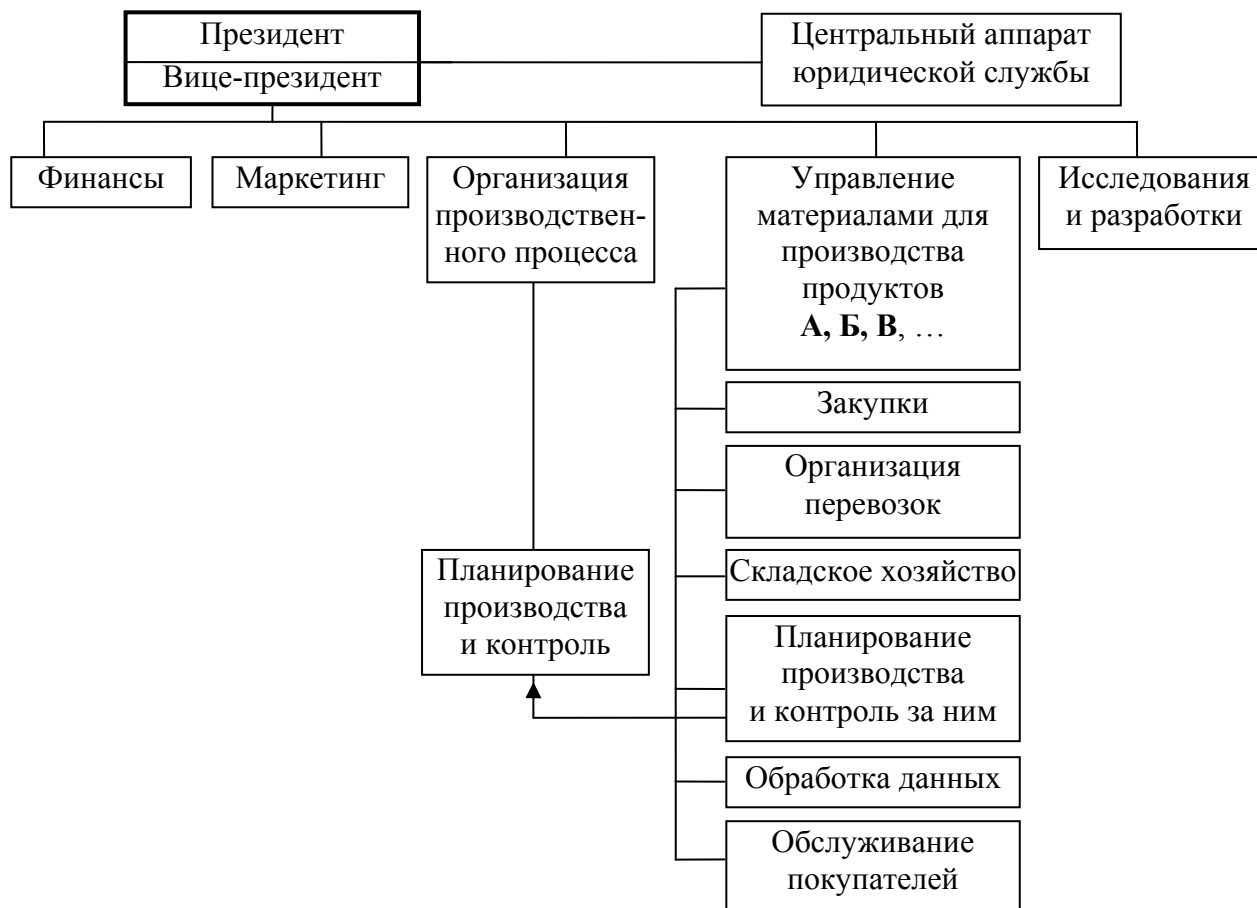 Президент
Вице-президент
Центральный аппарат
юридической службы
Финансы
Маркетинг
Организация
производствен-
ного процесса
Управление
материалами для
производства
продуктов
А, Б, В, …
Исследования
и разработки
Закупки
Организация
перевозок
Складское хозяйство
Планирование
производства
и контроль
Планирование
производства
и контроль за ним
Обработка данных
Обслуживание
покупателей